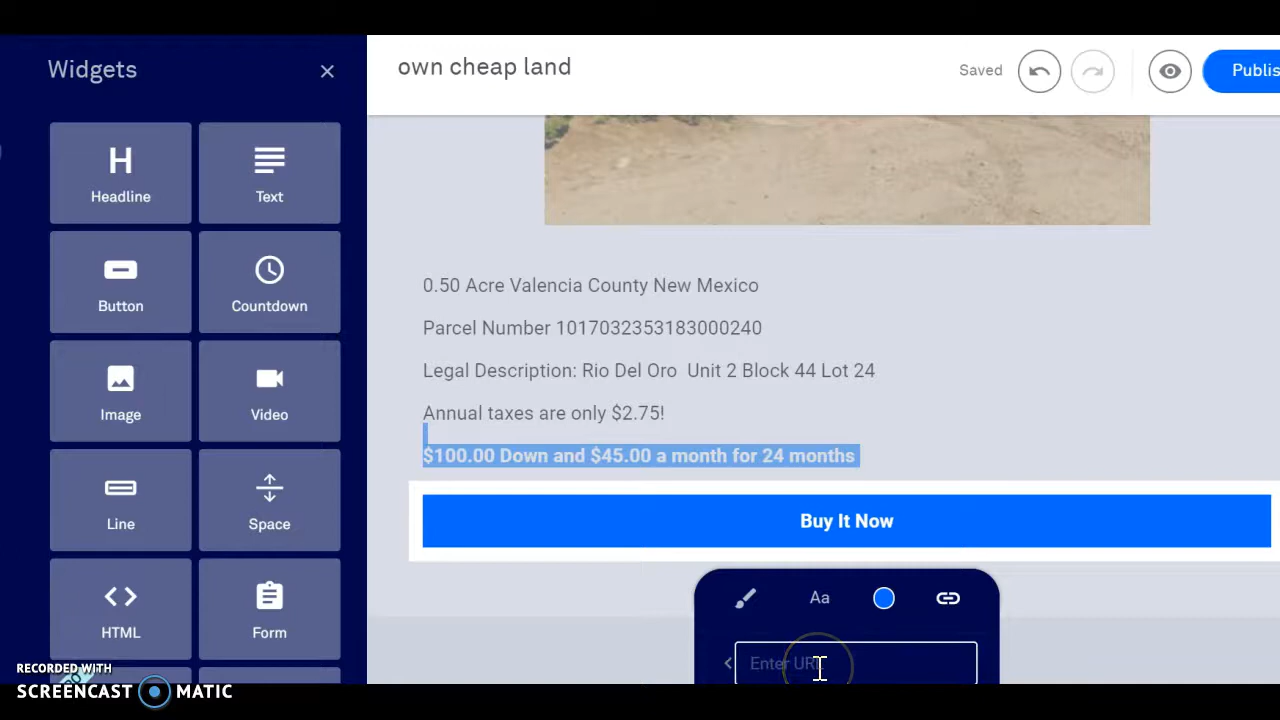 Widgets
own cheap land
Saved
Publis
Headline
Text
Button
Countdown
Image
Video
Line
Space
HTML
Form
0.50 Acre Valencia County New Mexico
Parcel Number 1017032353183000240
Legal Description: Rio Del Oro  Unit 2 Block 44 Lot 24
Annual taxes are only $2.75!
$100.00 Down and $45.00 a month for 24 months
Buy It Now
Aa
Enter URL
RECORDED WITH
SCREENCAST MATIC